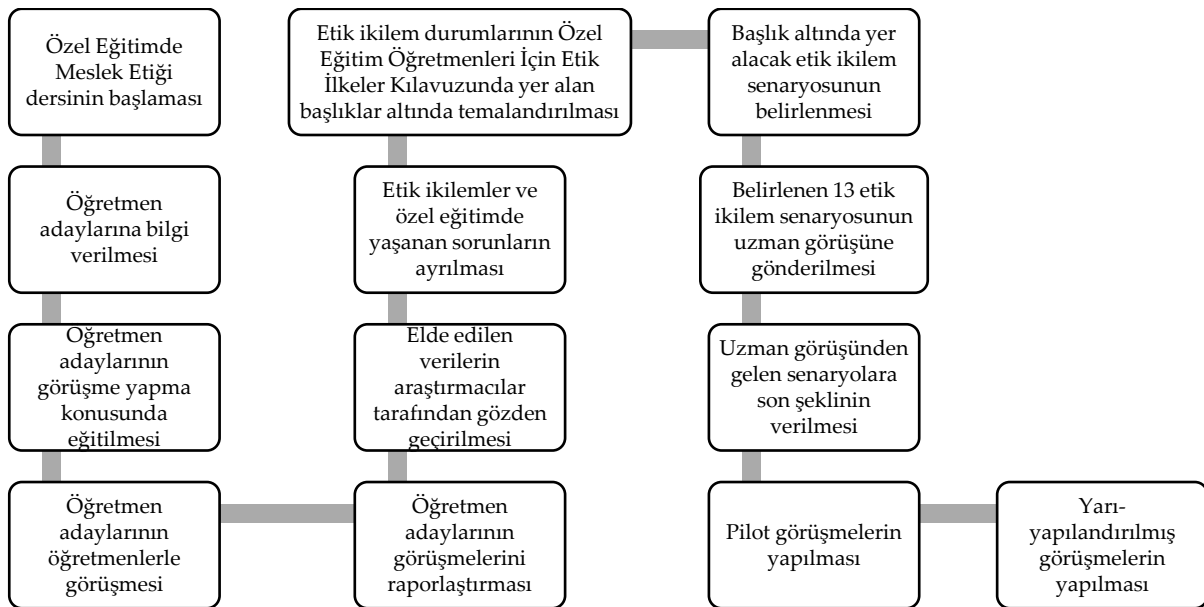 Özel Eğitimde
Meslek Etiği
dersinin başlaması
Öğretmen
adaylarına bilgi
verilmesi
Öğretmen
adaylarının
görüşme yapma
konusunda
eğitilmesi
Öğretmen
adaylarının
öğretmenlerle
görüşmesi
Öğretmen
adaylarının
görüşmelerini
raporlaştırması
Elde edilen
verilerin
araştırmacılar
tarafından gözden
geçirilmesi
Etik ikilemler ve
özel eğitimde
yaşanan sorunların
ayrılması
Etik ikilem durumlarının Özel
Eğitim Öğretmenleri İçin Etik
İlkeler Kılavuzunda yer alan
başlıklar altında temalandırılması
Başlık altında yer
alacak etik ikilem
senaryosunun
belirlenmesi
Belirlenen 13 etik
ikilem senaryosunun
uzman görüşüne
gönderilmesi
Uzman görüşünden
gelen senaryolara
son şeklinin
verilmesi
Pilot görüşmelerin
yapılması
Yarı-
yapılandırılmış
görüşmelerin
yapılması